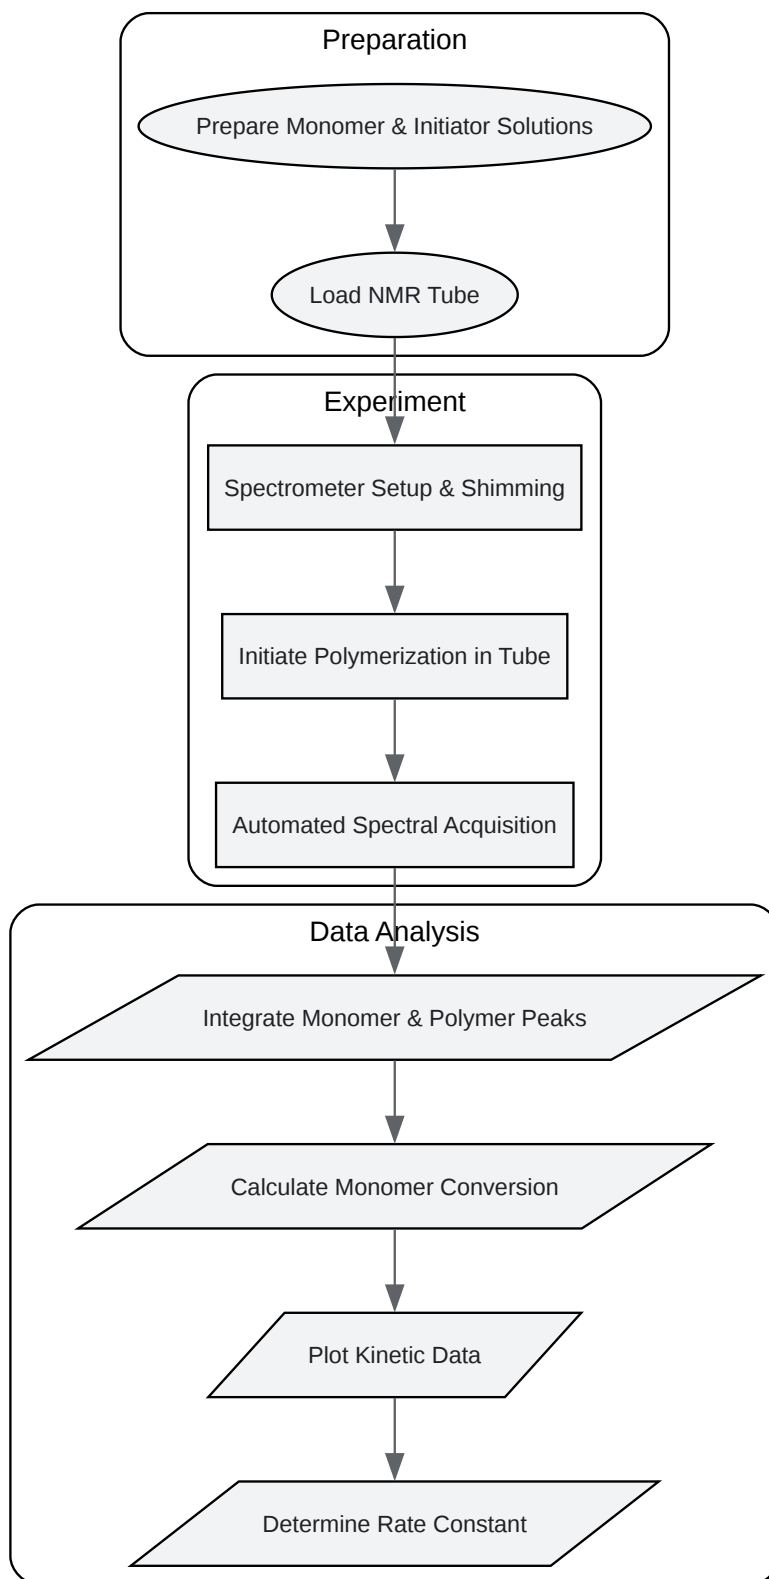 Preparation
Prepare Monomer & Initiator Solutions
Load NMR Tube
Experiment
Spectrometer Setup & Shimming
Initiate Polymerization in Tube
Automated Spectral Acquisition
Data Analysis
Integrate Monomer & Polymer Peaks
Calculate Monomer Conversion
Plot Kinetic Data
Determine Rate Constant